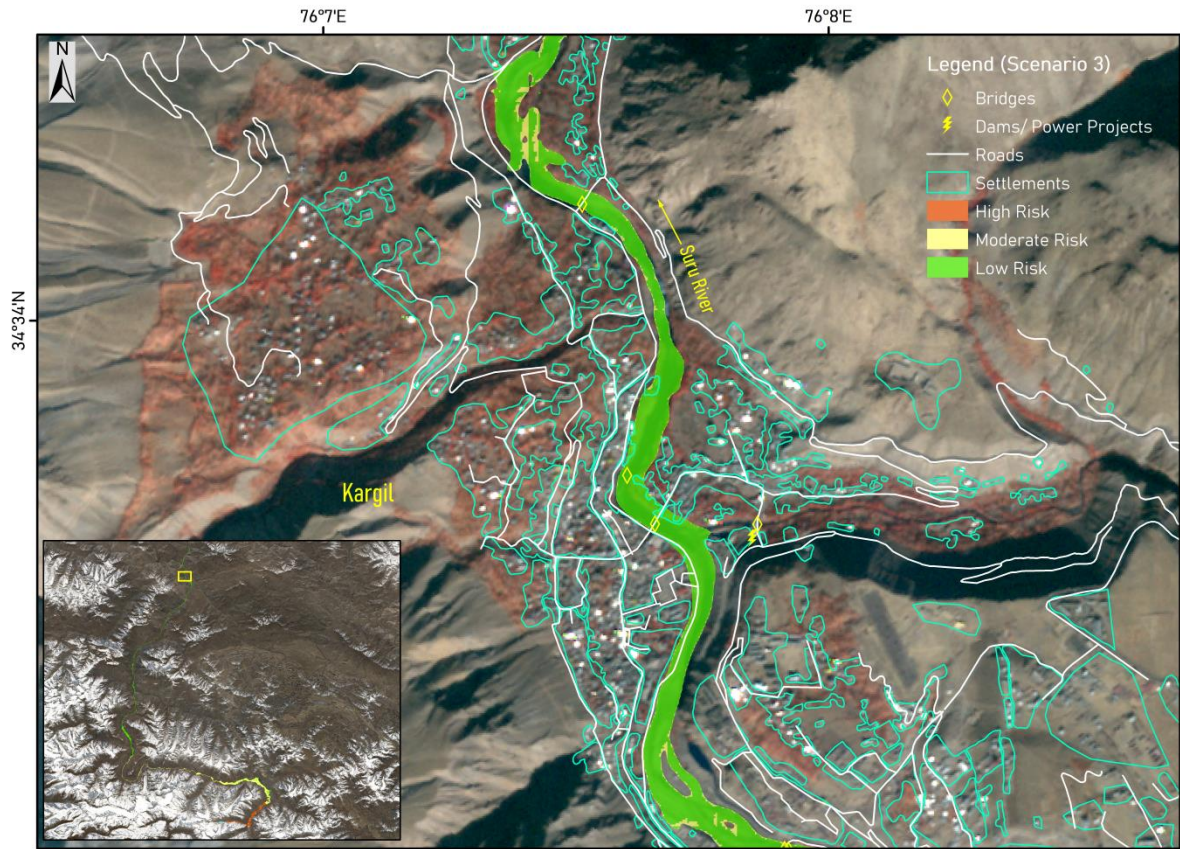 76°7'E
76°8'E
N
34°34'N
Legend (Scenario 3)
Bridges
Dams/ Power Projects
Roads
Settlements
High Risk
Moderate Risk
Low Risk
Suru River
Kargil